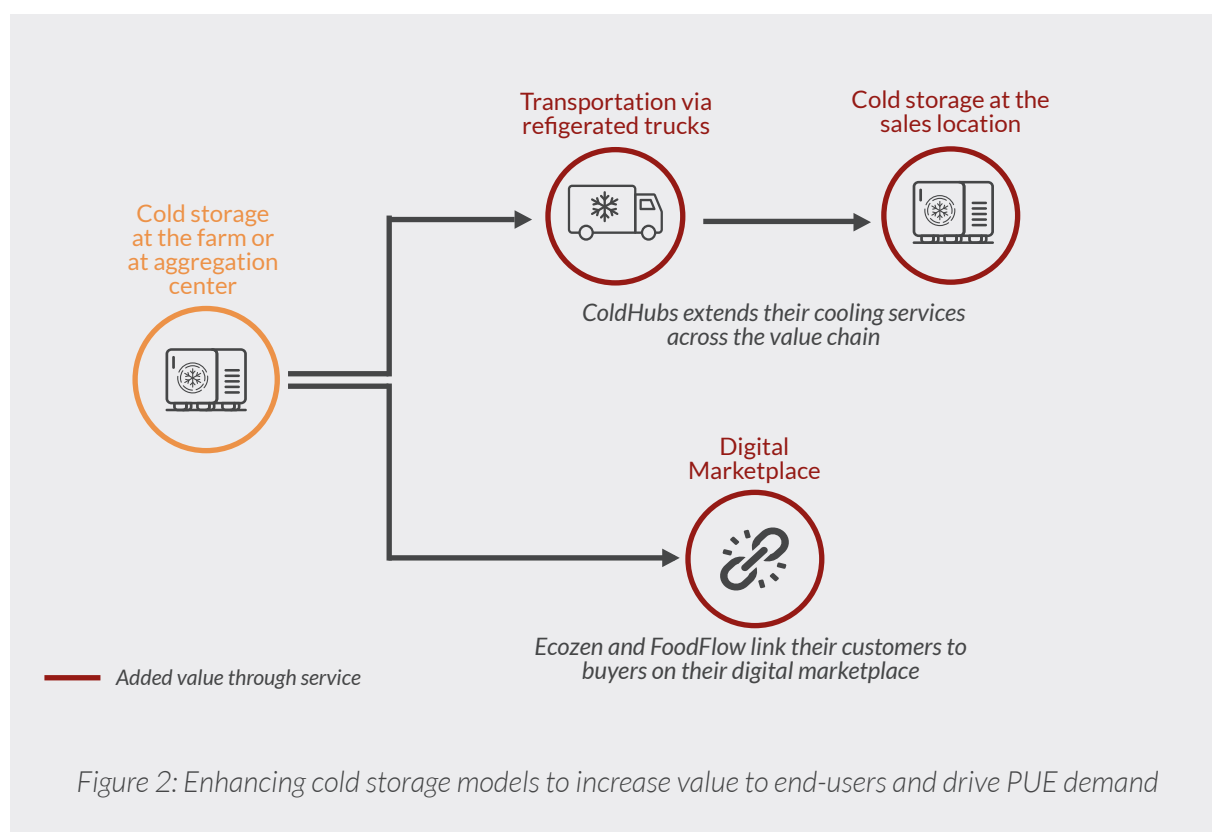 Transportation via
refigerated trucks
Cold storage at the
sales location
Cold storage
at the farm or
at aggregation
center
ColdHubs extends their cooling services
across the value chain
Digital
Marketplace
Ecozen and FoodFlow link their customers to
buyers on their digital marketplace
Added value through service
Figure 2: Enhancing cold storage models to increase value to end-users and drive PUE demand